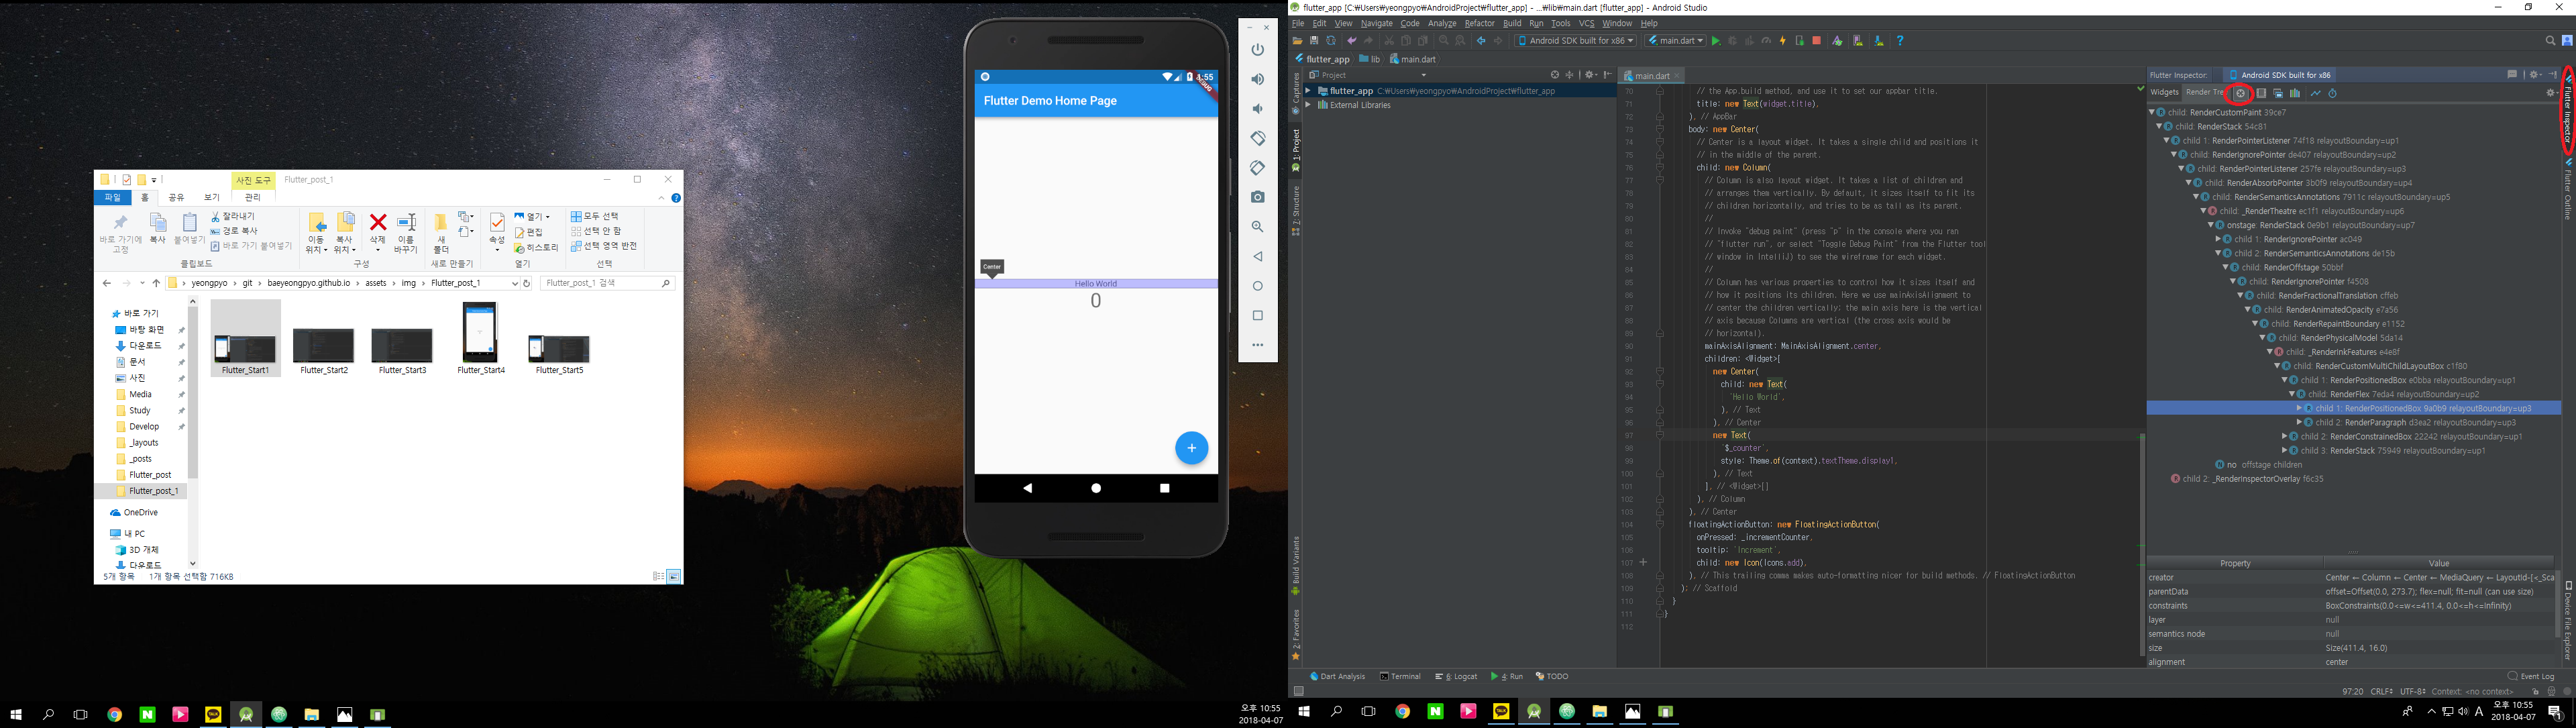 사진 도구
Flutter_post_1
파일
홈
공유
보기
관리
바로 가기에
고정
복사
붙여넣기
잘라내기
경로 복사
바로 가기 붙여넣기
이동
위치
복사
위치
삭제
이름
바꾸기
새
폴더
속성
열기
편집
히스토리
모두 선택
선택 안 함
선택 영역 반전
클립보드
구성
새로 만들기
열기
선택
yeongpyo > git > baeyeongpyo.github.io > assets > img > Flutter_post_1
Flutter_post_1 검색
바로 가기
바탕 화면
다운로드
문서
사진
Media
Study
Develop
_layouts
_posts
Flutter_post
Flutter_post_1
OneDrive
내 PC
3D 개체
다운로드
Flutter_Start1
Flutter_Start2
Flutter_Start3
Flutter_Start4
Flutter_Start5
5개 항목
1개 항목 선택함 716KB
4:55
Flutter Demo Home Page
Center
Hello World
0
+
오후 10:55
2018-04-07
flutter_app [C:₩Users₩yeongpyo₩AndroidProject₩flutter_app] - ...₩lib₩main.dart [flutter_app] - Android Studio
File Edit View Navigate Code Analyze Refactor Build Run Tools VCS Window Help
Android SDK built for x86
main.dart
flutter_app
lib
main.dart
Captures
1: Project
7: Structure
Build Variants
2: Favorites
Project
flutter_app C:₩Users₩yeongpyo₩AndroidProject₩flutter_app
External Libraries
main.dart
70 // the App.build method, and use it to set our appbar title.
71 title: new Text(widget.title),
72 ), // AppBar
73 body: new Center(
74 // Center is a layout widget. It takes a single child and positions it
75 // in the middle of the parent.
76 child: new Column(
77 // Column is also layout widget. It takes a list of children and
78 // arranges them vertically. By default, it sizes itself to fit its
79 // children horizontally, and tries to be as tall as its parent.
80 //
81 // Invoke "debug paint" (press "p" in the console where you ran
82 // "flutter run", or select "Toggle Debug Paint" from the Flutter tool
83 // window in IntelliJ) to see the wireframe for each widget.
84 //
85 // Column has various properties to control how it sizes itself and
86 // how it positions its children. Here we use mainAxisAlignment to
87 // center the children vertically; the main axis here is the vertical
88 // axis because Columns are vertical (the cross axis would be
89 // horizontal).
90 mainAxisAlignment: MainAxisAlignment.center,
91 children: <Widget>[
92 new Center(
93 child: new Text(
94 'Hello World',
95 ), // Text
96 ), // Center
97 new Text(
98 '$_counter',
99 style: Theme.of(context).textTheme.display1,
100 ), // Text
101 ], // <Widget>[]
102 ), // Column
103 ), // Center
104 floatingActionButton: new FloatingActionButton(
105 onPressed: _incrementCounter,
106 tooltip: 'Increment',
107 child: new Icon(Icons.add),
108 ), // This trailing comma makes auto-formatting nicer for build methods. // FloatingActionButton
109 ); // Scaffold
110 }
111 }
112
Flutter Inspector:
Android SDK built for x86
Widgets
Render Tre
child: RenderCustomPaint 39ce7
child: RenderStack 54c81
child 1: RenderPointerListener 74f18 relayoutBoundary=up1
child: RenderIgnorePointer de407 relayoutBoundary=up2
child: RenderPointerListener 257fe relayoutBoundary=up3
child: RenderAbsorbPointer 3b0f9 relayoutBoundary=up4
child: RenderSemanticsAnnotations 7911c relayoutBoundary=up5
child: _RenderTheatre ec1f1 relayoutBoundary=up6
onstage: RenderStack 0e9b1 relayoutBoundary=up7
child 1: RenderIgnorePointer ac049
child 2: RenderSemanticsAnnotations de15b
child: RenderOffstage 50bbf
child: RenderIgnorePointer f4508
child: RenderFractionalTranslation cffeb
child: RenderAnimatedOpacity e7a56
child: RenderRepaintBoundary e1152
child: RenderPhysicalModel 5da14
child: _RenderInkFeatures e4e8f
child: RenderCustomMultiChildLayoutBox c1f80
child 1: RenderPositionedBox e0bba relayoutBoundary=up1
child: RenderFlex 7eda4 relayoutBoundary=up2
child 1: RenderPositionedBox 9a0b9 relayoutBoundary=up3
child 2: RenderParagraph d3ea2 relayoutBoundary=up3
child 2: RenderConstrainedBox 22242 relayoutBoundary=up1
child 3: RenderStack 75949 relayoutBoundary=up1
no offstage children
child 2: _RenderInspectorOverlay f6c35
Property Value
creator Center ← Column ← Center ← MediaQuery ← LayoutId-[<_Sca
parentData offset=Offset(0.0, 273.7); flex=null; fit=null (can use size)
constraints BoxConstraints(0.0<=w<=411.4, 0.0<=h<=Infinity)
layer null
semantics node null
size Size(411.4, 16.0)
alignment center
Flutter Inspector
Flutter Outline
Device File Explorer
Dart Analysis
Terminal
6: Logcat
4: Run
TODO
Event Log
97:20 CRLF UTF-8 Context: <no context>
A
오후 10:55
2018-04-07